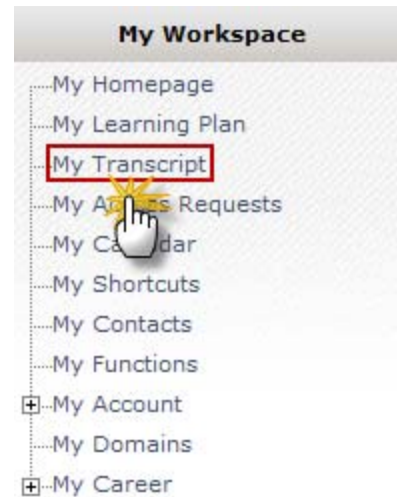 My Workspace
My Homepage
My Learning Plan
My Transcript
My Requests
My
My Shortcuts
My Contacts
My Functions
My Account
My Domains
My Career